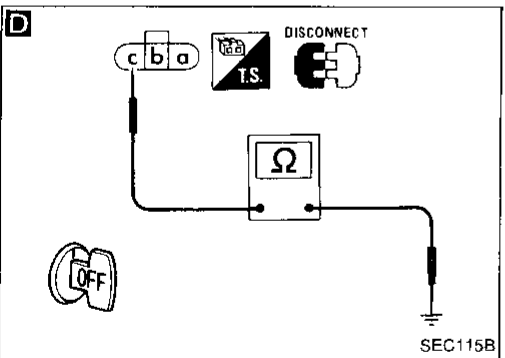 D
DISCONNECT
c b a
T.S.
Ω
OFF
SEC115B